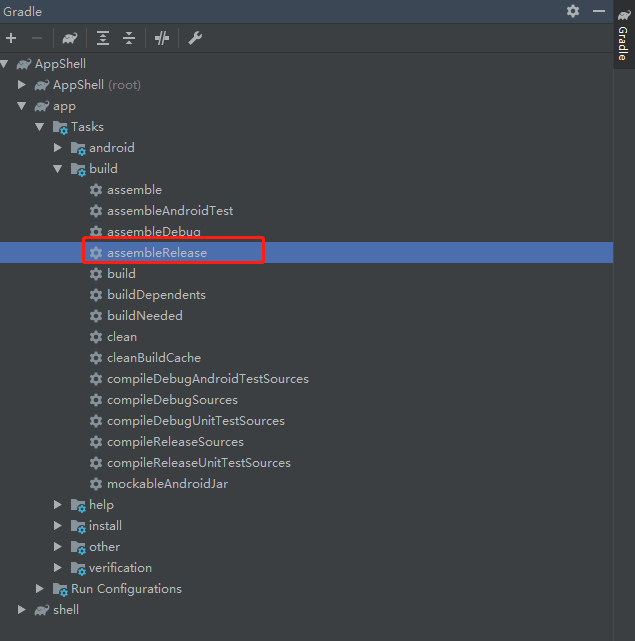 Gradle
Gradle
AppShell
AppShell (root)
app
Tasks
android
build
assemble
assembleAndroidTest
assembleDebug
assembleRelease
build
buildDependents
buildNeeded
clean
cleanBuildCache
compileDebugAndroidTestSources
compileDebugSources
compileDebugUnitTestSources
compileReleaseSources
compileReleaseUnitTestSources
mockableAndroidJar
help
install
other
verification
Run Configurations
shell